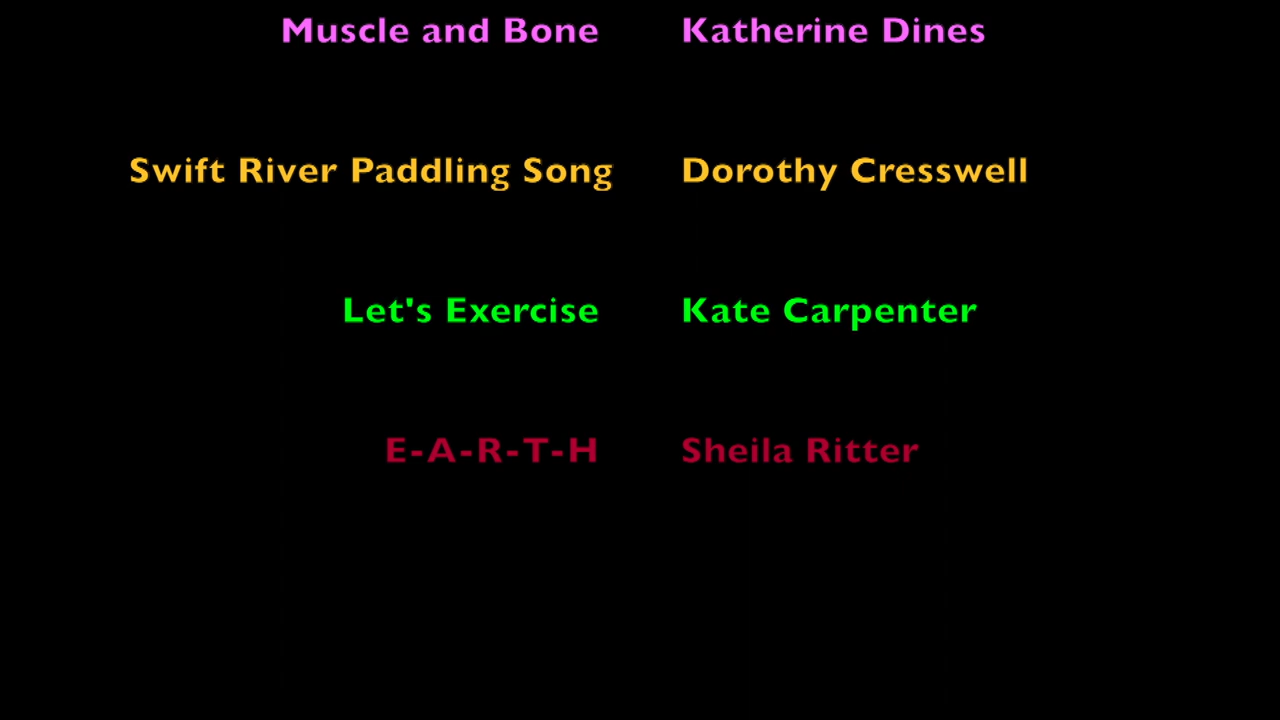 Muscle and Bone Katherine Dines
Swift River Paddling Song Dorothy Cresswell
Let's Exercise Kate Carpenter
E-A-R-T-H Sheila Ritter